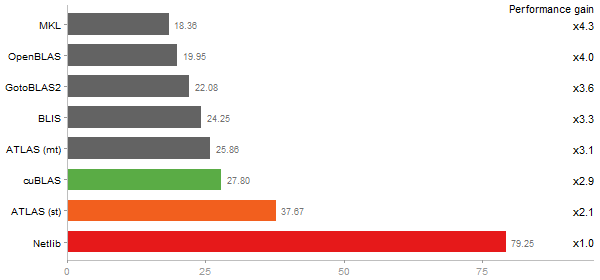 Performance gain
MKL 18.36 x4.3
OpenBLAS 19.95 x4.0
GotoBLAS2 22.08 x3.6
BLIS 24.25 x3.3
ATLAS (mt) 25.86 x3.1
cuBLAS 27.80 x2.9
ATLAS (st) 37.67 x2.1
Netlib 79.25 x1.0
0 25 50 75